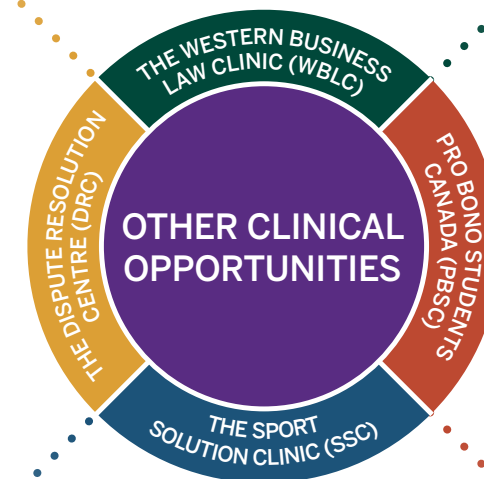 THE WESTERN BUSINESS
LAW CLINIC (WBLC)
THE DISPUTE RESOLUTION
CENTRE (DRC)
OTHER CLINICAL
OPPORTUNITIES
PRO BONO STUDENTS
CANADA (PBSC)
THE SPORT
SOLUTION CLINIC (SSC)